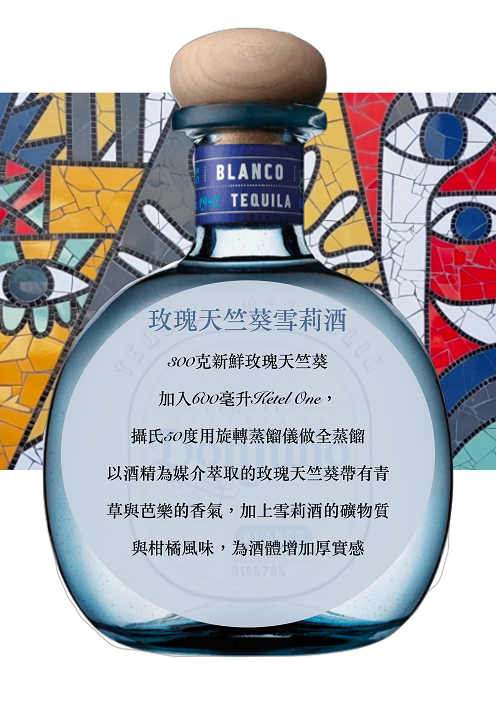 BLANCO
1942
TEQUILA
玫瑰天竺葵雪莉酒
300克新鮮玫瑰天竺葵
加入600毫升Ketel One，
攝氏50度用旋轉蒸餾儀做全蒸餾
以酒精為媒介萃取的玫瑰天竺葵帶有青
草與芭樂的香氣，加上雪莉酒的礦物質
與柑橘風味，為酒體增加厚實感
0195705